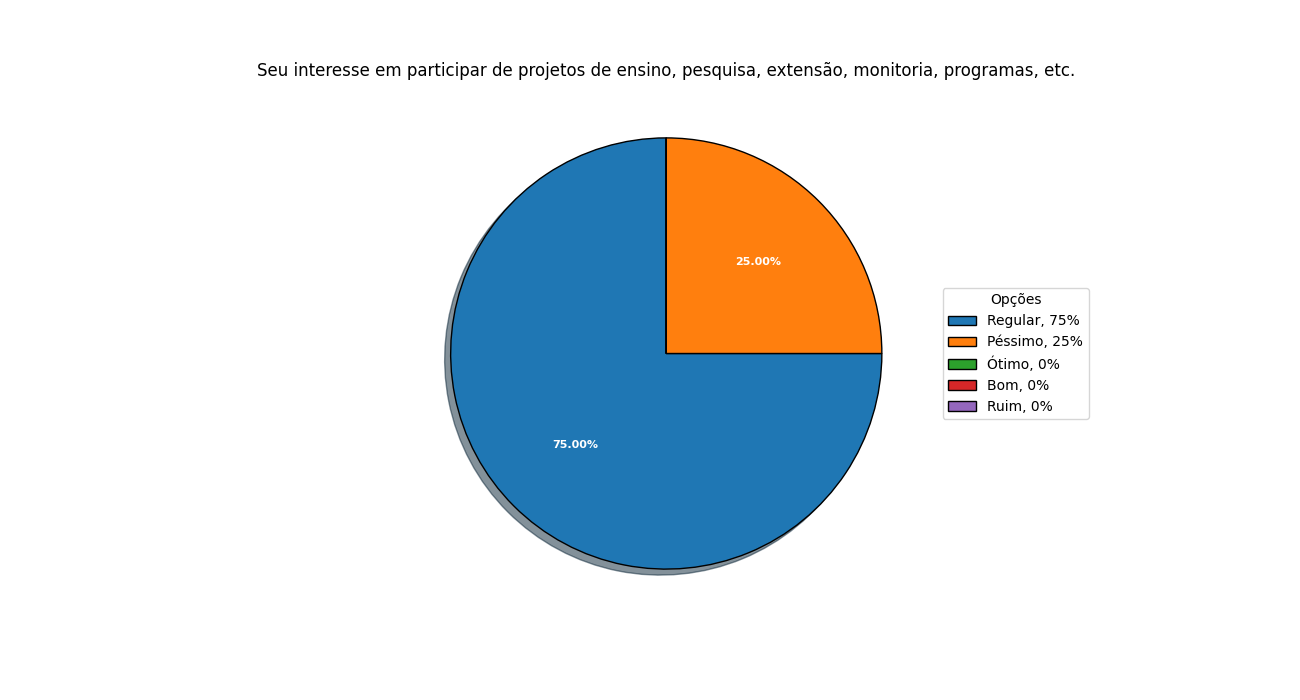 Seu interesse em participar de projetos de ensino, pesquisa, extensão, monitoria, programas, etc.
25.00%
75.00%
Opções
Regular, 75%
Péssimo, 25%
Ótimo, 0%
Bom, 0%
Ruim, 0%